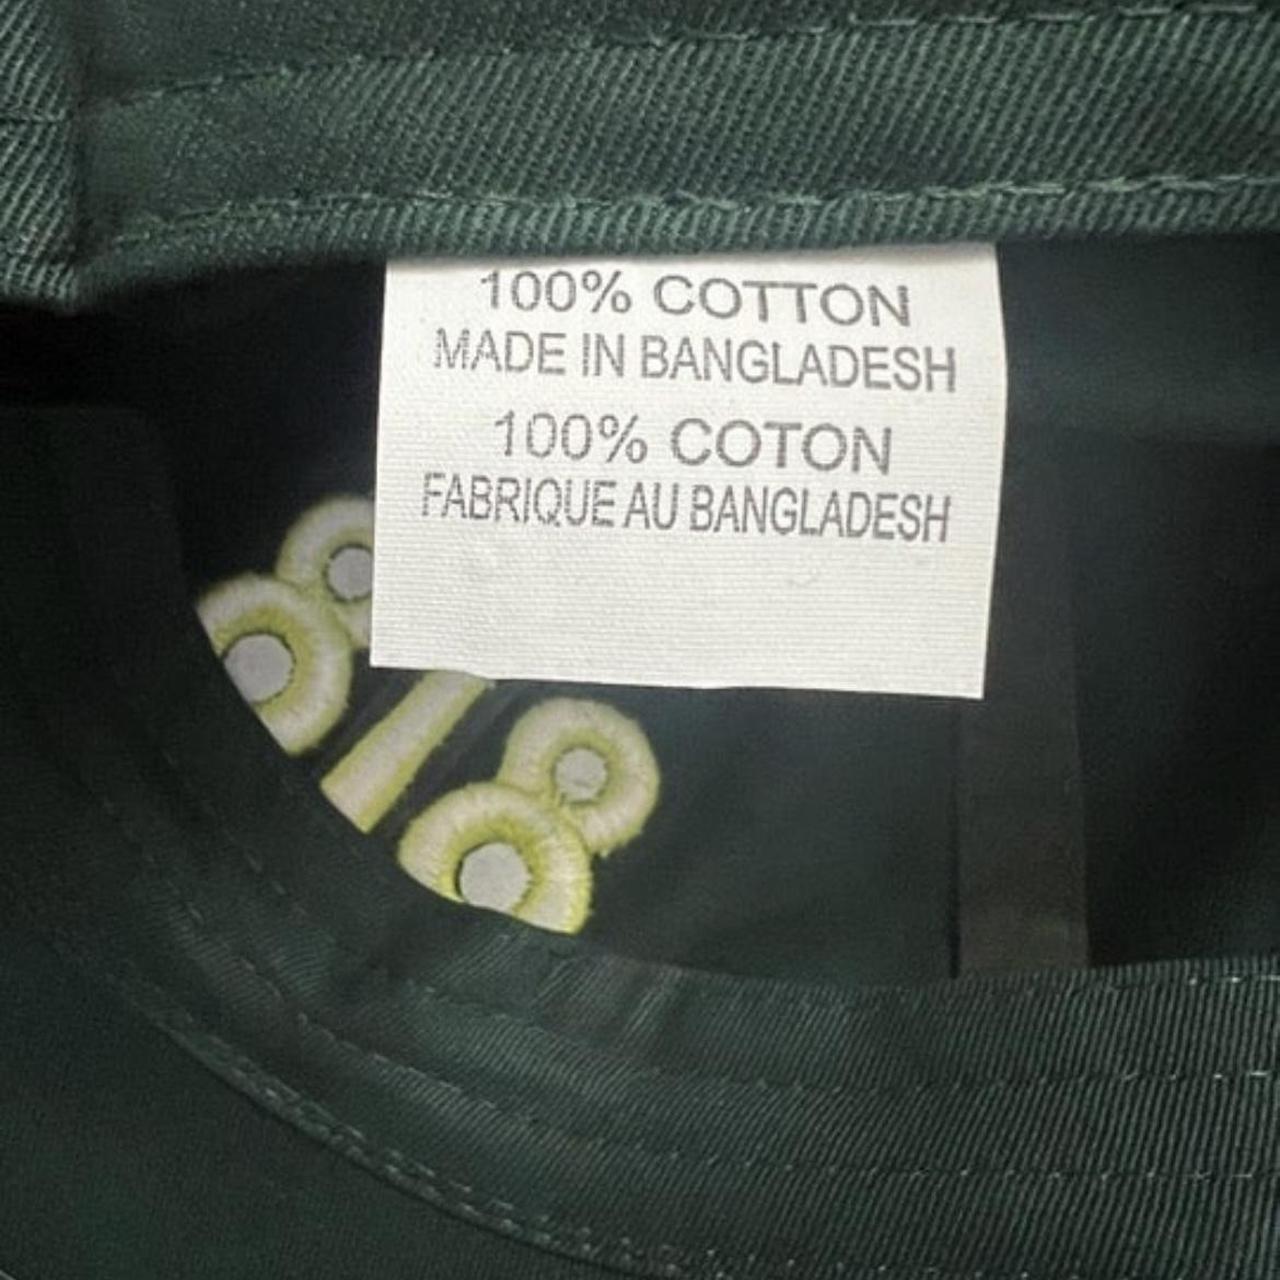 100% COTTON
MADE IN BANGLADESH
100% COTON
FABRIQUE AU BANGLADESH